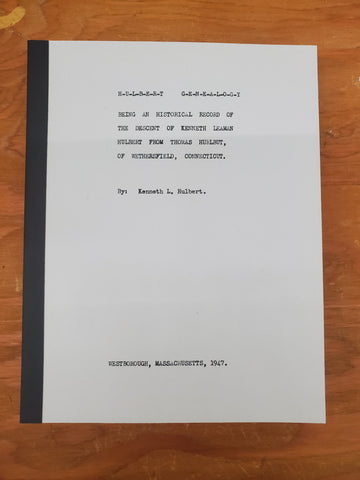 H-U-L-B-E-R-T G-E-N-E-A-L-O-G-Y
BEING AN HISTORICAL RECORD OF
THE DESCENT OF KENNETH LEAMAN
HULBERT FROM THOMAS HURLBUT,
OF WETHERSFIELD, CONNECTICUT.
By: Kenneth L. Hulbert.
WESTBOROUGH, MASSACHUSETTS, 1947.